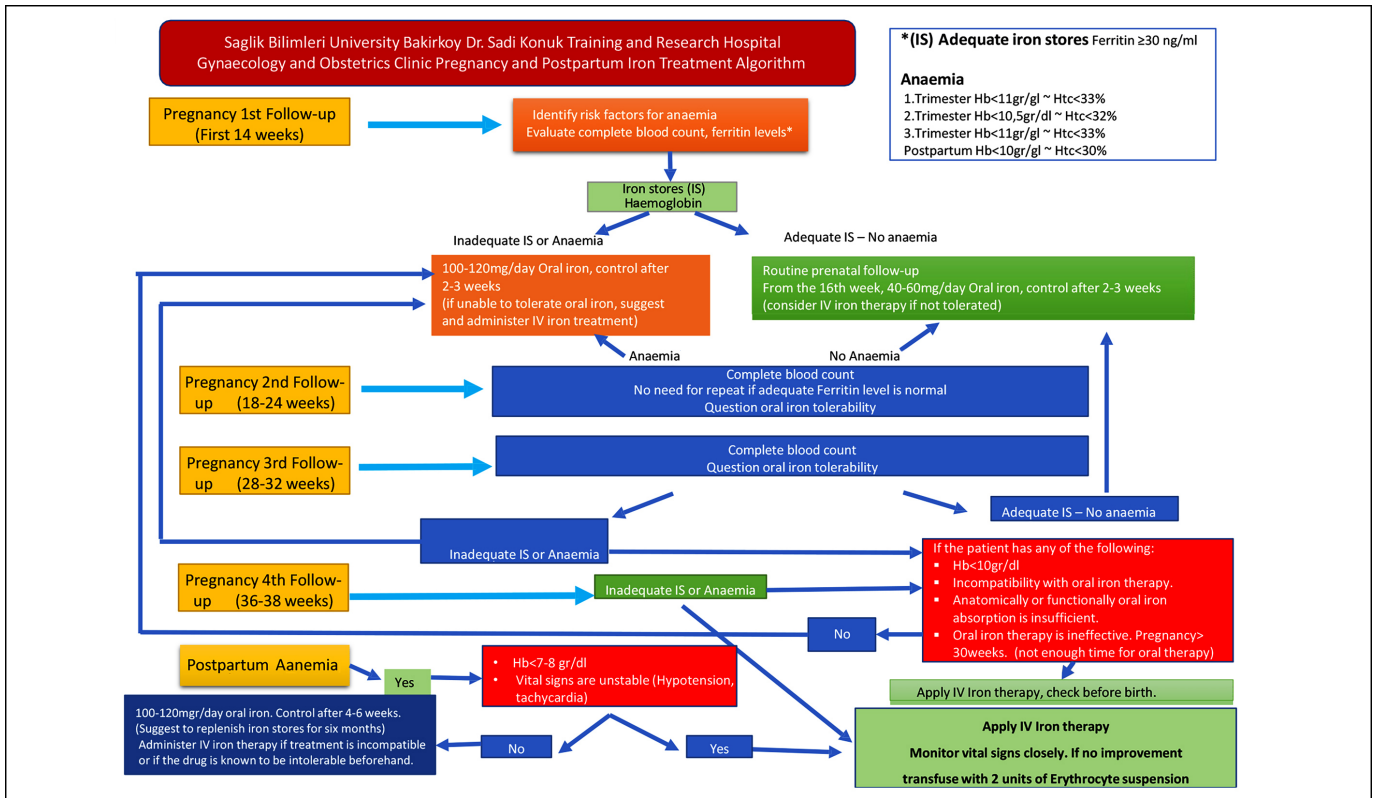 Saglik Bilimleri University Bakirkoy Dr. Sadi Konuk Training and Research Hospital
Gynaecology and Obstetrics Clinic Pregnancy and Postpartum Iron Treatment Algorithm
*(IS) Adequate iron stores Ferritin ≥30 ng/ml
Anaemia
1.Trimester Hb<11gr/gl ~ Htc<33%
2.Trimester Hb<10,5gr/dl ~ Htc<32%
3.Trimester Hb<11gr/gl ~ Htc<33%
Postpartum Hb<10gr/gl ~ Htc<30%
Pregnancy 1st Follow-up
(First 14 weeks)
Identify risk factors for anaemia
Evaluate complete blood count, ferritin levels*
Iron stores (IS)
Haemoglobin
Inadequate IS or Anaemia
Adequate IS – No anaemia
100-120mg/day Oral iron, control after
2-3 weeks
(if unable to tolerate oral iron, suggest
and administer IV iron treatment)
Routine prenatal follow-up
From the 16th week, 40-60mg/day Oral iron, control after 2-3 weeks
(consider IV iron therapy if not tolerated)
Anaemia
No Anaemia
Pregnancy 2nd Follow-
up (18-24 weeks)
Complete blood count
No need for repeat if adequate Ferritin level is normal
Question oral iron tolerability
Pregnancy 3rd Follow-
up (28-32 weeks)
Complete blood count
Question oral iron tolerability
Adequate IS – No anaemia
Inadequate IS or Anaemia
If the patient has any of the following:
▪ Hb<10gr/dl
▪ Incompatibility with oral iron therapy.
▪ Anatomically or functionally oral iron
absorption is insufficient.
▪ Oral iron therapy is ineffective. Pregnancy>
30weeks. (not enough time for oral therapy)
Pregnancy 4th Follow-
up (36-38 weeks)
Inadequate IS or Anaemia
No
Postpartum Aanemia
Yes
• Hb<7-8 gr/dl
• Vital signs are unstable (Hypotension,
tachycardia)
Apply IV Iron therapy, check before birth.
100-120mgr/day oral iron. Control after 4-6 weeks.
(Suggest to replenish iron stores for six months)
Administer IV iron therapy if treatment is incompatible
or if the drug is known to be intolerable beforehand.
No
Yes
Apply IV Iron therapy
Monitor vital signs closely. If no improvement
transfuse with 2 units of Erythrocyte suspension